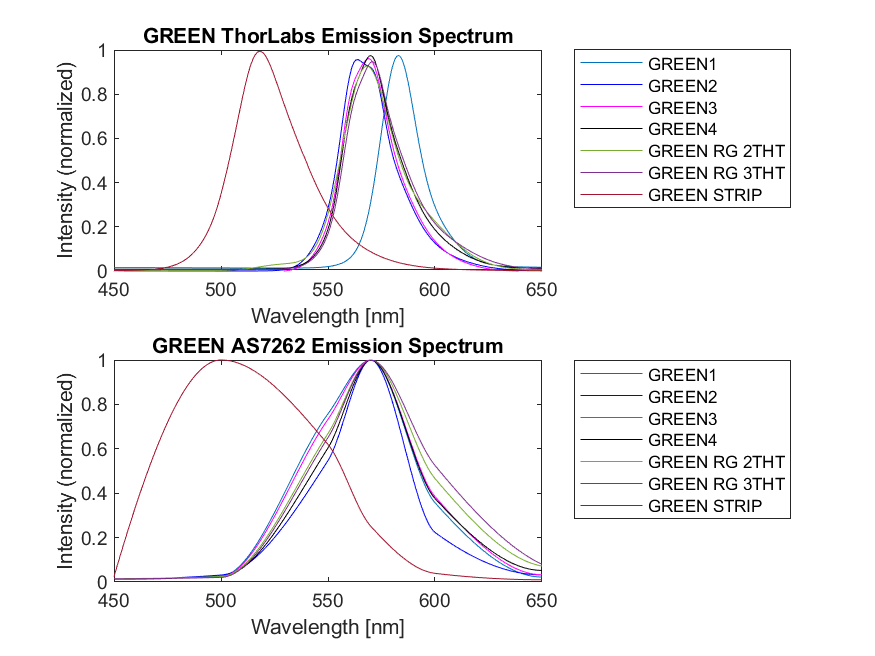 GREEN ThorLabs Emission Spectrum
Intensity (normalized)
1
0.8
0.6
0.4
0.2
0
450 500 550 600 650
Wavelength [nm]
GREEN1
GREEN2
GREEN3
GREEN4
GREEN RG 2THT
GREEN RG 3THT
GREEN STRIP
GREEN AS7262 Emission Spectrum
Intensity (normalized)
1
0.8
0.6
0.4
0.2
0
450 500 550 600 650
Wavelength [nm]
GREEN1
GREEN2
GREEN3
GREEN4
GREEN RG 2THT
GREEN RG 3THT
GREEN STRIP